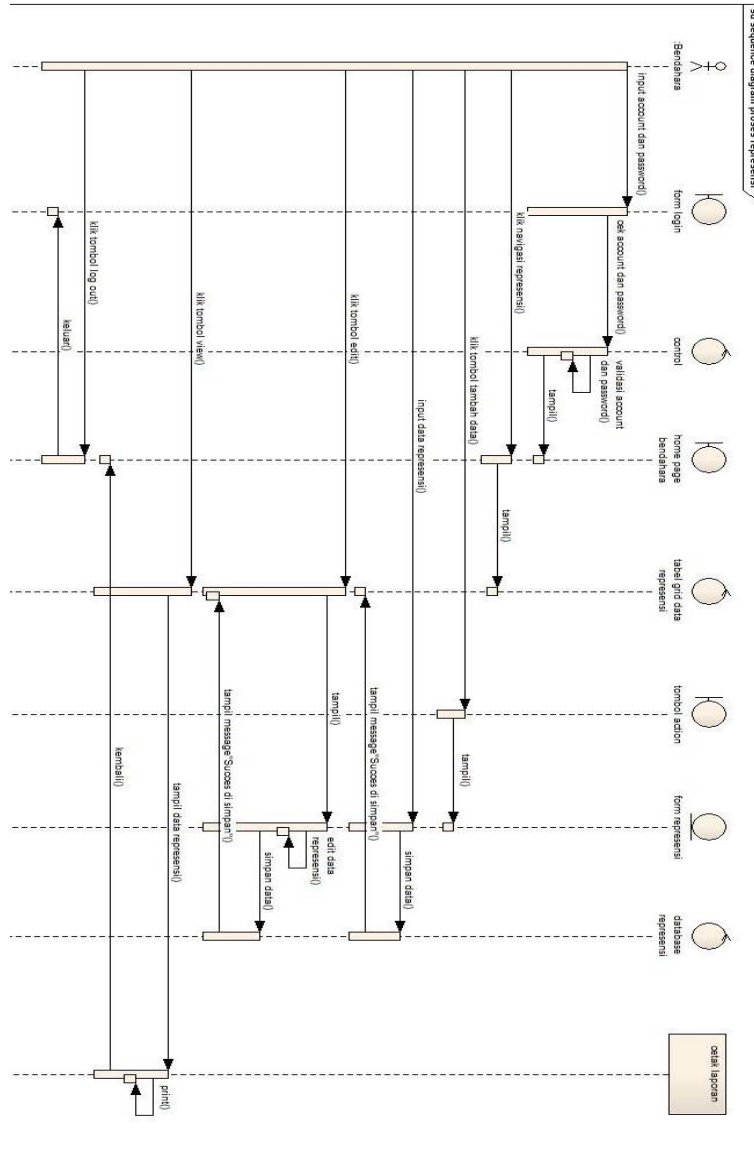 sd sequence diagram proses represensi
:Bendahara
form login
control
home page
bendahara
tabel grid data
represensi
tombol action
form represensi
database
represensi
cetak laporan
input account dan password()
cek account dan password()
validasi account
dan password()
tampil()
klik navigasi represensi()
tampil()
klik tombol tambah data()
tampil()
input data represensi()
simpan data()
tampil message"Succes di simpan"()
klik tombol edit()
tampil()
edit data
represensi()
simpan data()
tampil message"Succes di simpan"()
klik tombol view()
tampil data represensi()
print()
kembali()
klik tombol log out()
keluar()